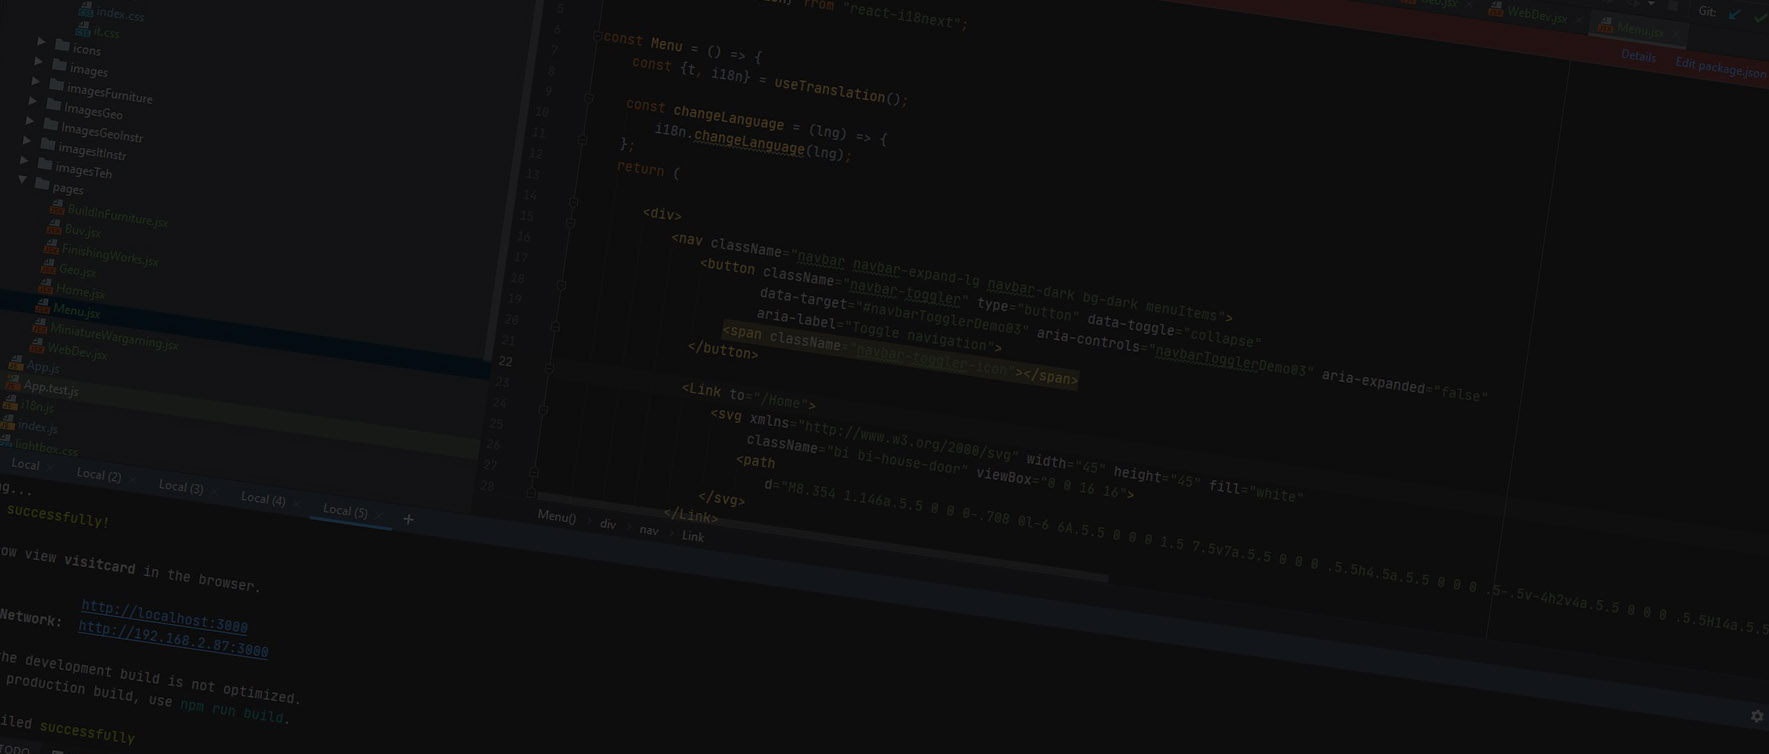 index.css
it.css
icons
images
imagesFurniture
ImagesGeo
ImagesGeoInstr
imagesItInstr
imagesTeh
pages
BuildInFurniture.jsx
Buv.jsx
FinishingWorks.jsx
Geo.jsx
Home.jsx
Menu.jsx
MiniatureWargaming.jsx
WebDev.jsx
App.js
App.test.js
i18n.js
index.js
lightbox.css
WebDev.jsx
Menu.jsx
Git:
Details Edit package.json
5
6
7
8
9
10
11
12
13
14
15
16
17
18
19
20
21
22
23
24
25
26
27
28
from "react-i18next";
const Menu = () => {
const {t, i18n} = useTranslation();
const changeLanguage = (lng) => {
i18n.changeLanguage(lng);
};
return (
<div>
<nav className="navbar navbar-expand-lg navbar-dark bg-dark menuItems">
<button className="navbar-toggler" type="button" data-toggle="collapse"
data-target="#navbarTogglerDemo03" aria-controls="navbarTogglerDemo03" aria-expanded="false"
aria-label="Toggle navigation">
<span className="navbar-toggler-icon"></span>
</button>
<Link to="/Home">
<svg xmlns="http://www.w3.org/2000/svg" width="45" height="45" fill="white"
className="bi bi-house-door" viewBox="0 0 16 16">
<path
d="M8.354 1.146a.5.5 0 0 0-.708 0l-6 6A.5.5 0 0 0 1.5 7.5v7a.5.5 0 0 0 .5.5h4.5a.5.5 0 0 0 .5-.5v-4h2v4a.5.5 0 0 0 .5.5H14a.5.5
</svg>
</Link>
Menu() div nav Link
Local Local (2) Local (3) Local (4) Local (5) +
successfully!
view visitcard in the browser.
http://localhost:3000
Network: http://192.168.2.87:3000
the development build is not optimized.
production build, use npm run build.
successfully
TODO